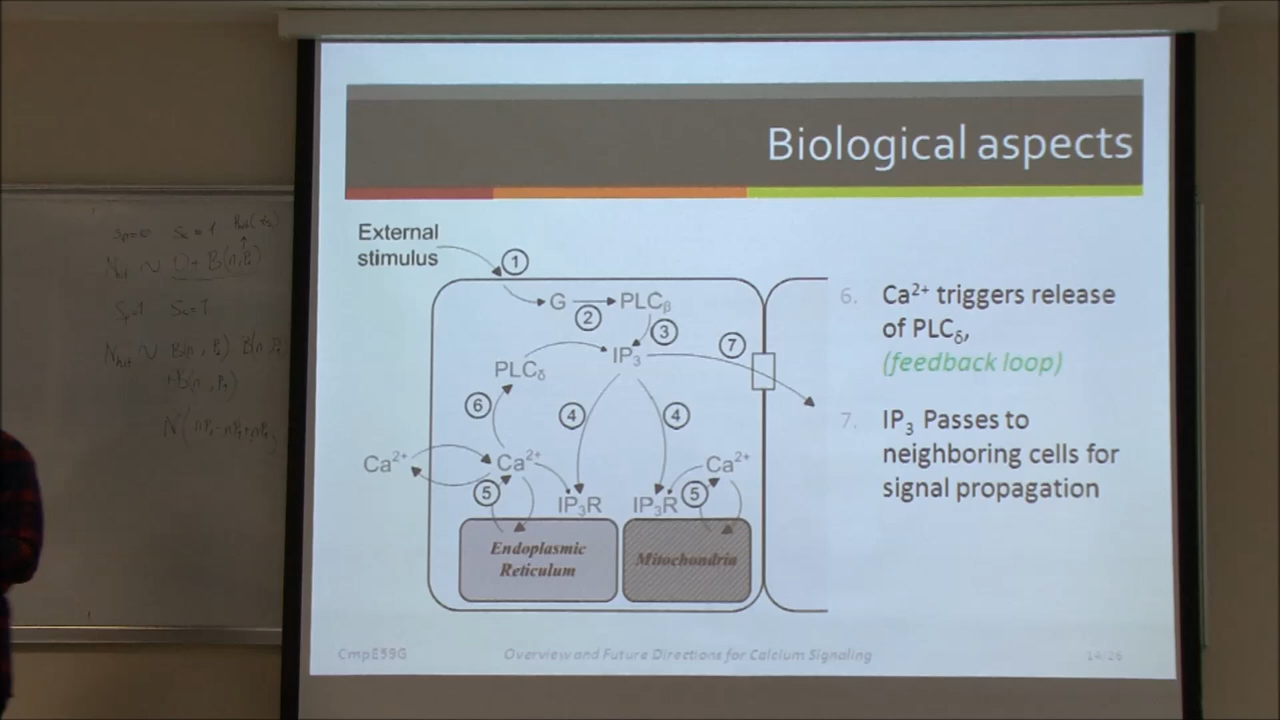 Biological aspects
External
stimulus
1
G
2
PLCβ
3
IP3
7
PLCδ
6
4
4
Ca2+
Ca2+
Ca2+
5
IP3R
IP3R
5
Endoplasmic
Reticulum
Mitochondria
6. Ca2+ triggers release
of PLCδ,
(feedback loop)
7. IP3 Passes to
neighboring cells for
signal propagation
CmpE59G
Overview and Future Directions for Calcium Signaling
14/26